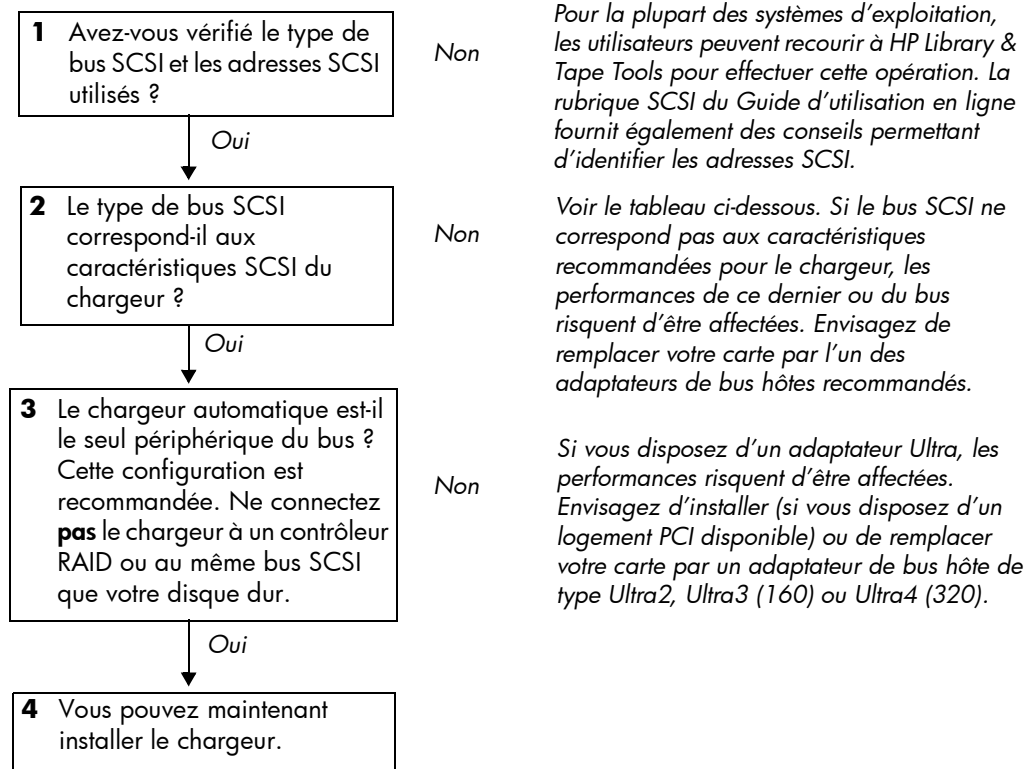 1 Avez-vous vérifié le type de
bus SCSI et les adresses SCSI
utilisés ?
Non
Pour la plupart des systèmes d’exploitation,
les utilisateurs peuvent recourir à HP Library &
Tape Tools pour effectuer cette opération. La
rubrique SCSI du Guide d’utilisation en ligne
fournit également des conseils permettant
d’identifier les adresses SCSI.
Oui
2 Le type de bus SCSI
correspond-il aux
caractéristiques SCSI du
chargeur ?
Non
Voir le tableau ci-dessous. Si le bus SCSI ne
correspond pas aux caractéristiques
recommandées pour le chargeur, les
performances de ce dernier ou du bus
risquent d’être affectées. Envisagez de
remplacer votre carte par l’un des
adaptateurs de bus hôtes recommandés.
Oui
3 Le chargeur automatique est-il
le seul périphérique du bus ?
Cette configuration est
recommandée. Ne connectez
pas le chargeur à un contrôleur
RAID ou au même bus SCSI
que votre disque dur.
Non
Si vous disposez d’un adaptateur Ultra, les
performances risquent d’être affectées.
Envisagez d’installer (si vous disposez d’un
logement PCI disponible) ou de remplacer
votre carte par un adaptateur de bus hôte de
type Ultra2, Ultra3 (160) ou Ultra4 (320).
Oui
4 Vous pouvez maintenant
installer le chargeur.